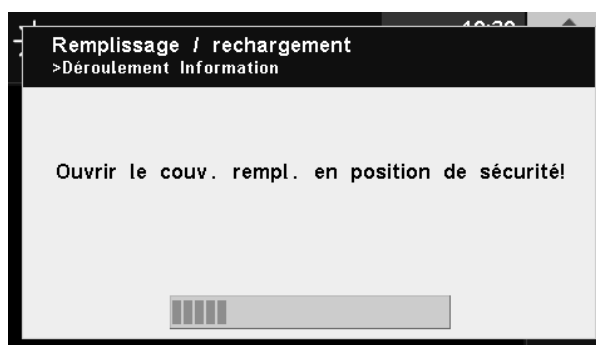 Remplissage / rechargement
>Déroulement Information
Ouvrir le couv. rempl. en position de sécurité!